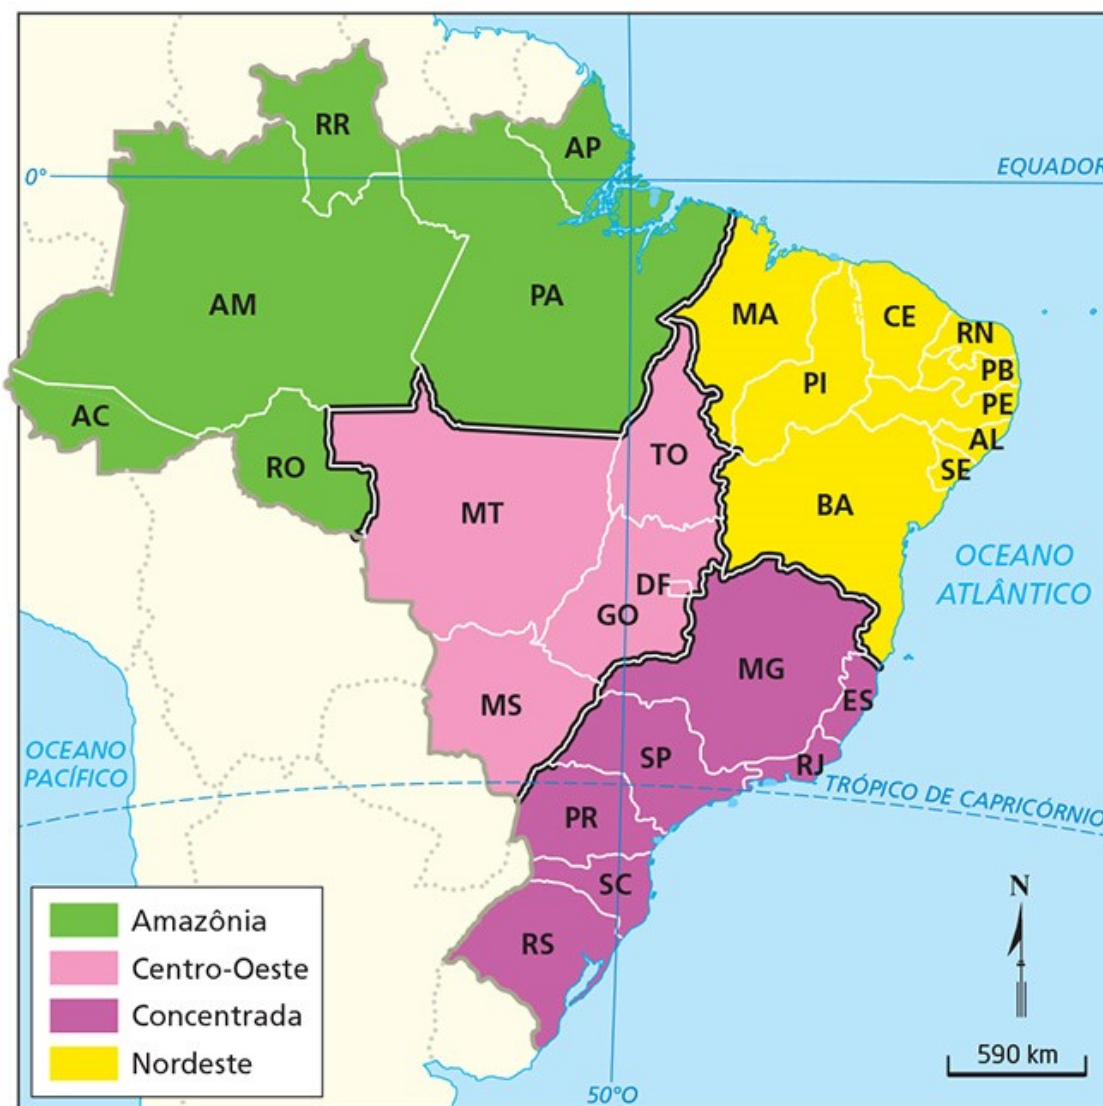 RR
AP
0°
EQUADOR
AM
PA
MA
CE
RN
PB
PI
PE
AC
AL
RO
TO
SE
MT
BA
OCEANO
ATLÂNTICO
DF
GO
MG
MS
ES
OCEANO
PACÍFICO
SP
RJ
TRÓPICO DE CAPRICÓRNIO
PR
SC
N
RS
Amazônia
Centro-Oeste
Concentrada
Nordeste
590 km
50°O